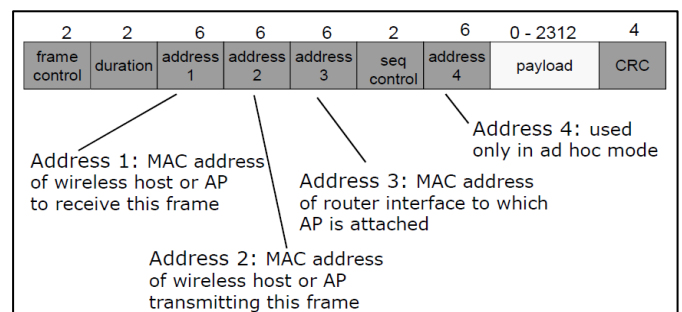 2 2 6 6 6 2 6 0 - 2312 4
frame control duration address 1 address 2 address 3 seq control address 4 payload CRC
Address 4: used
only in ad hoc mode
Address 1: MAC address
of wireless host or AP
to receive this frame
Address 3: MAC address
of router interface to which
AP is attached
Address 2: MAC address
of wireless host or AP
transmitting this frame